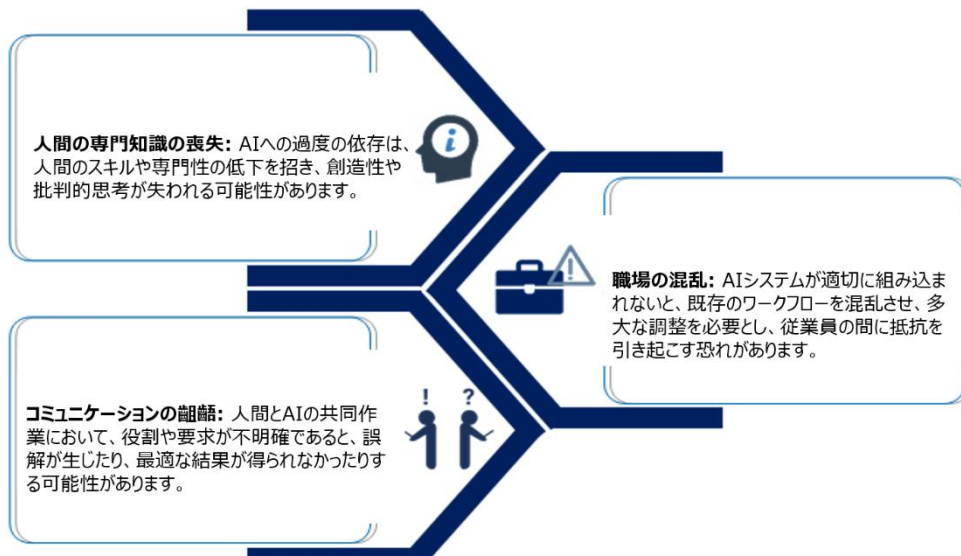 人間の専門知識の喪失: AIへの過度の依存は、
人間のスキルや専門性の低下を招き、創造性や
批判的思考が失われる可能性があります。
i
職場の混乱: AIシステムが適切に組み込ま
れないと、既存のワークフローを混乱させ、多
大な調整を必要とし、従業員の間に抵抗を
引き起こす恐れがあります。
! ?
コミュニケーションの齟齬: 人間とAIの共同作
業において、役割や要求が不明確であると、誤
解が生じたり、最適な結果が得られなかったりす
る可能性があります。